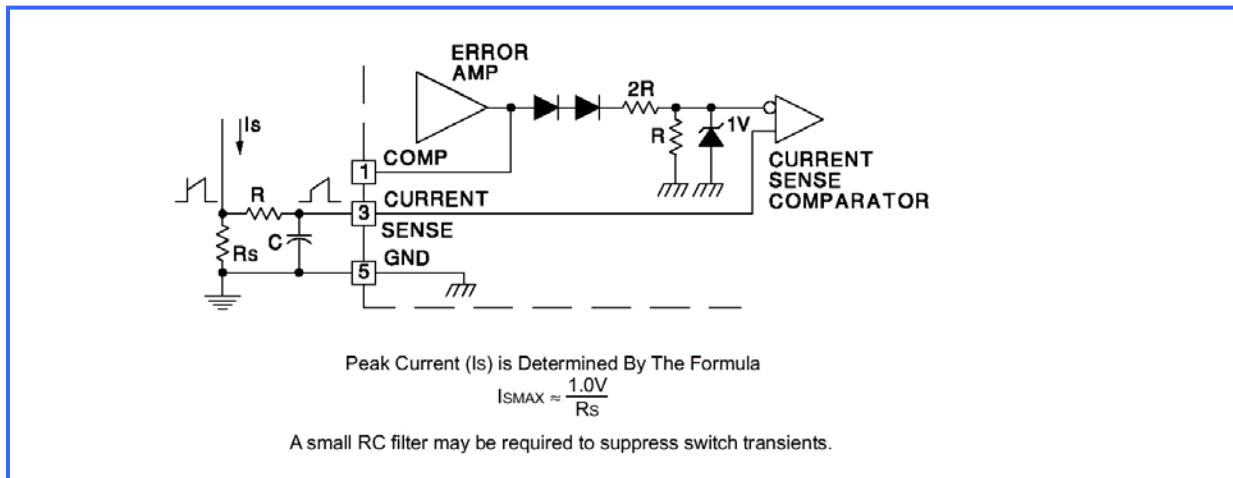 ERROR
AMP
2R
R
1V
Is
1
COMP
CURRENT
SENSE
COMPARATOR
R
3
CURRENT
SENSE
C
Rs
5
GND
Peak Current (Is) is Determined By The Formula
ISMAX ≈ 1.0V
RS
A small RC filter may be required to suppress switch transients.